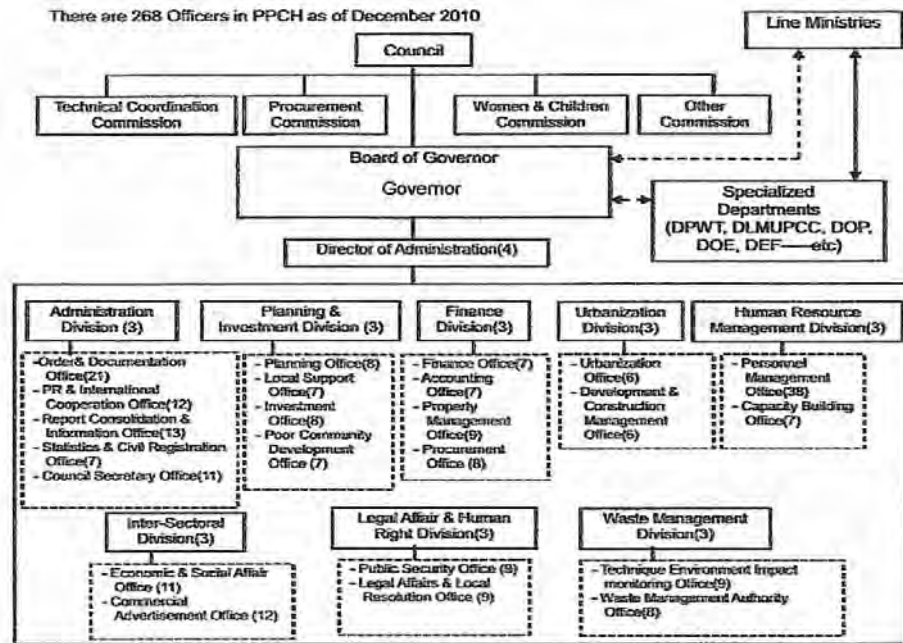 There are 268 Officers in PPCH as of December 2010
Council
Line Ministries
Technical Coordination
Commission
Procurement
Commission
Women & Children
Commission
Other
Commission
Board of Governor
Governor
Specialized
Departments
(DPWT, DLMUPCC, DOP,
DOE, DEF——etc)
Director of Administration(4)
Administration
Division (3)
-Order& Documentation
Office(21)
- PR & International
Cooperation Office(12)
- Report Consolidation &
Information Office(13)
- Statistics & Civil Registration
Office(7)
- Council Secretary Office(11)
Planning &
Investment Division (3)
- Planning Office(8)
- Local Support
Office(7)
- Investment
Office(8)
- Poor Community
Development
Office (7)
Finance
Division(3)
- Finance Office(7)
- Accounting
Office(7)
- Property
Management
Office(9)
- Procurement
Office (8)
Urbanization
Division(3)
- Urbanization
Office(6)
- Development &
Construction
Management
Office(6)
Human Resource
Management Division(3)
- Personnel
Management
Office(38)
- Capacity Building
Office(7)
Inter-Sectoral
Division(3)
- Economic & Social Affair
Office (11)
- Commercial
Advertisement Office (12)
Legal Affair & Human
Right Division(3)
- Public Security Office
- Legal Affairs & Local
Resolution Office (9)
Waste Management
Division(3)
- Technique Environment Impact
monitoring Office(9)
- Waste Management Authority
Office(8)